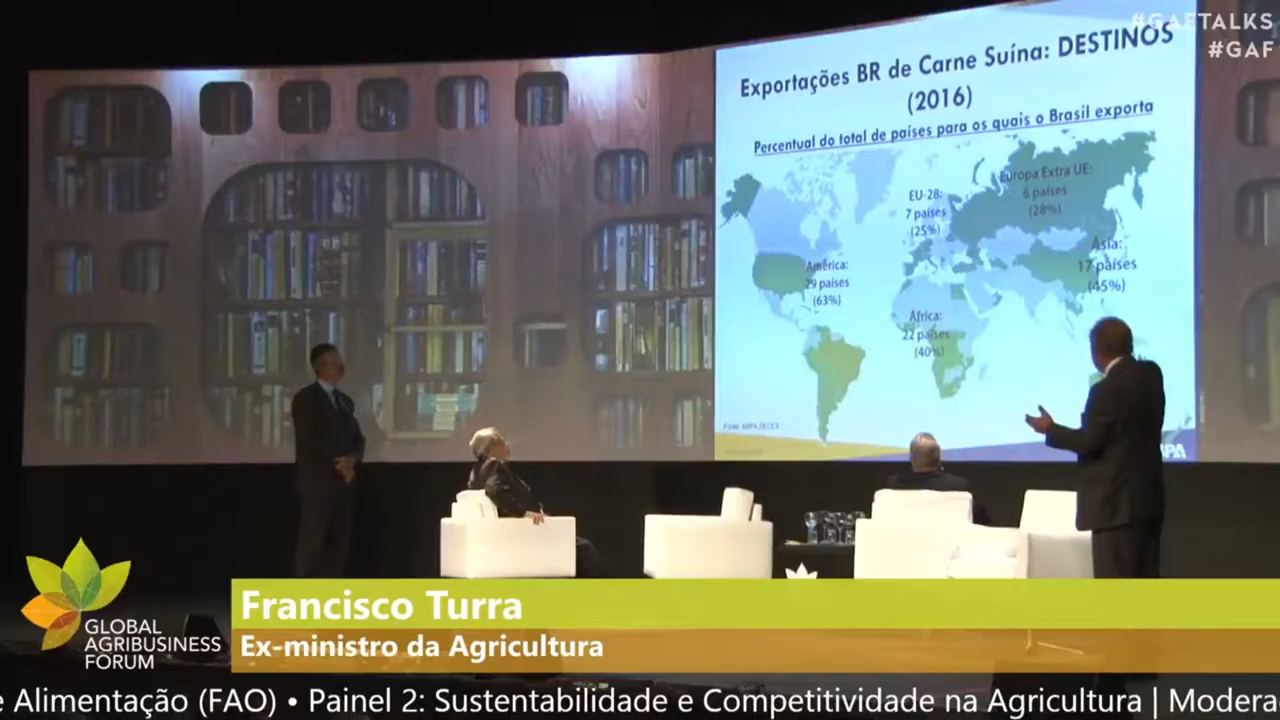 #GAFTALKS
#GAF
Exportações BR de Carne Suína: DESTINOS
(2016)
Percentual do total de países para os quais o Brasil exporta
Europa Extra UE:
6 países
(28%)
EU-28:
7 países
(25%)
Ásia:
17 países
(45%)
América:
29 países
(63%)
África:
22 países
(40%)
Francisco Turra
Ex-ministro da Agricultura
GLOBAL
AGRIBUSINESS
FORUM
e Alimentação (FAO) • Painel 2: Sustentabilidade e Competitividade na Agricultura | Modera